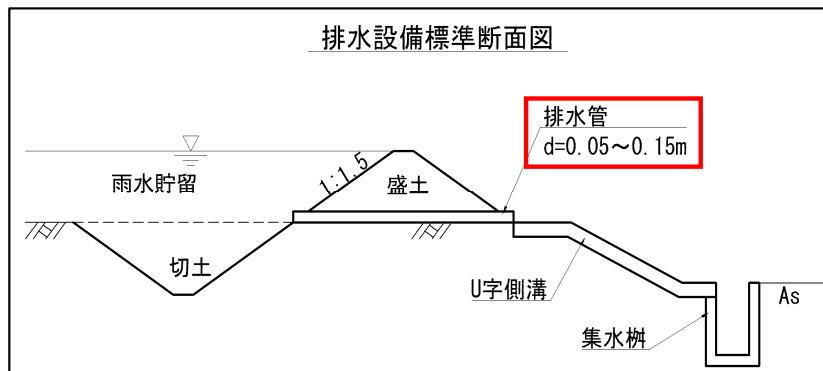 排水設備標準断面図
排水管
d=0.05～0.15m
1:1.5
雨水貯留
盛土
切土
U字側溝
As
集水桝